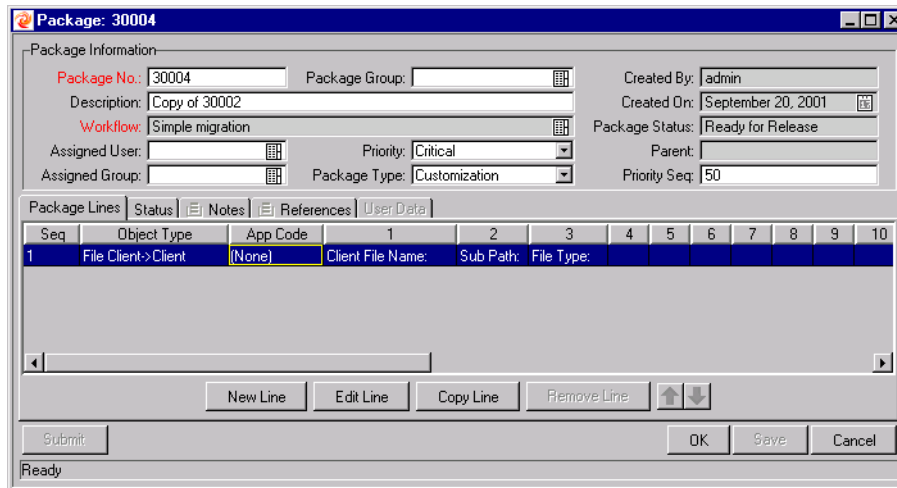 Package: 30004
Package Information
Package No.: 30004 Package Group: Created By: admin
Description: Copy of 30002 Created On: September 20, 2001
Workflow: Simple migration Package Status: Ready for Release
Assigned User: Priority: Critical Parent:
Assigned Group: Package Type: Customization Priority Seq: 50
Package Lines Status Notes References User Data
Seq Object Type App Code 1 2 3 4 5 6 7 8 9 10
1 File Client->Client (None) Client File Name: Sub Path: File Type:
New Line Edit Line Copy Line Remove Line
Submit OK Save Cancel
Ready